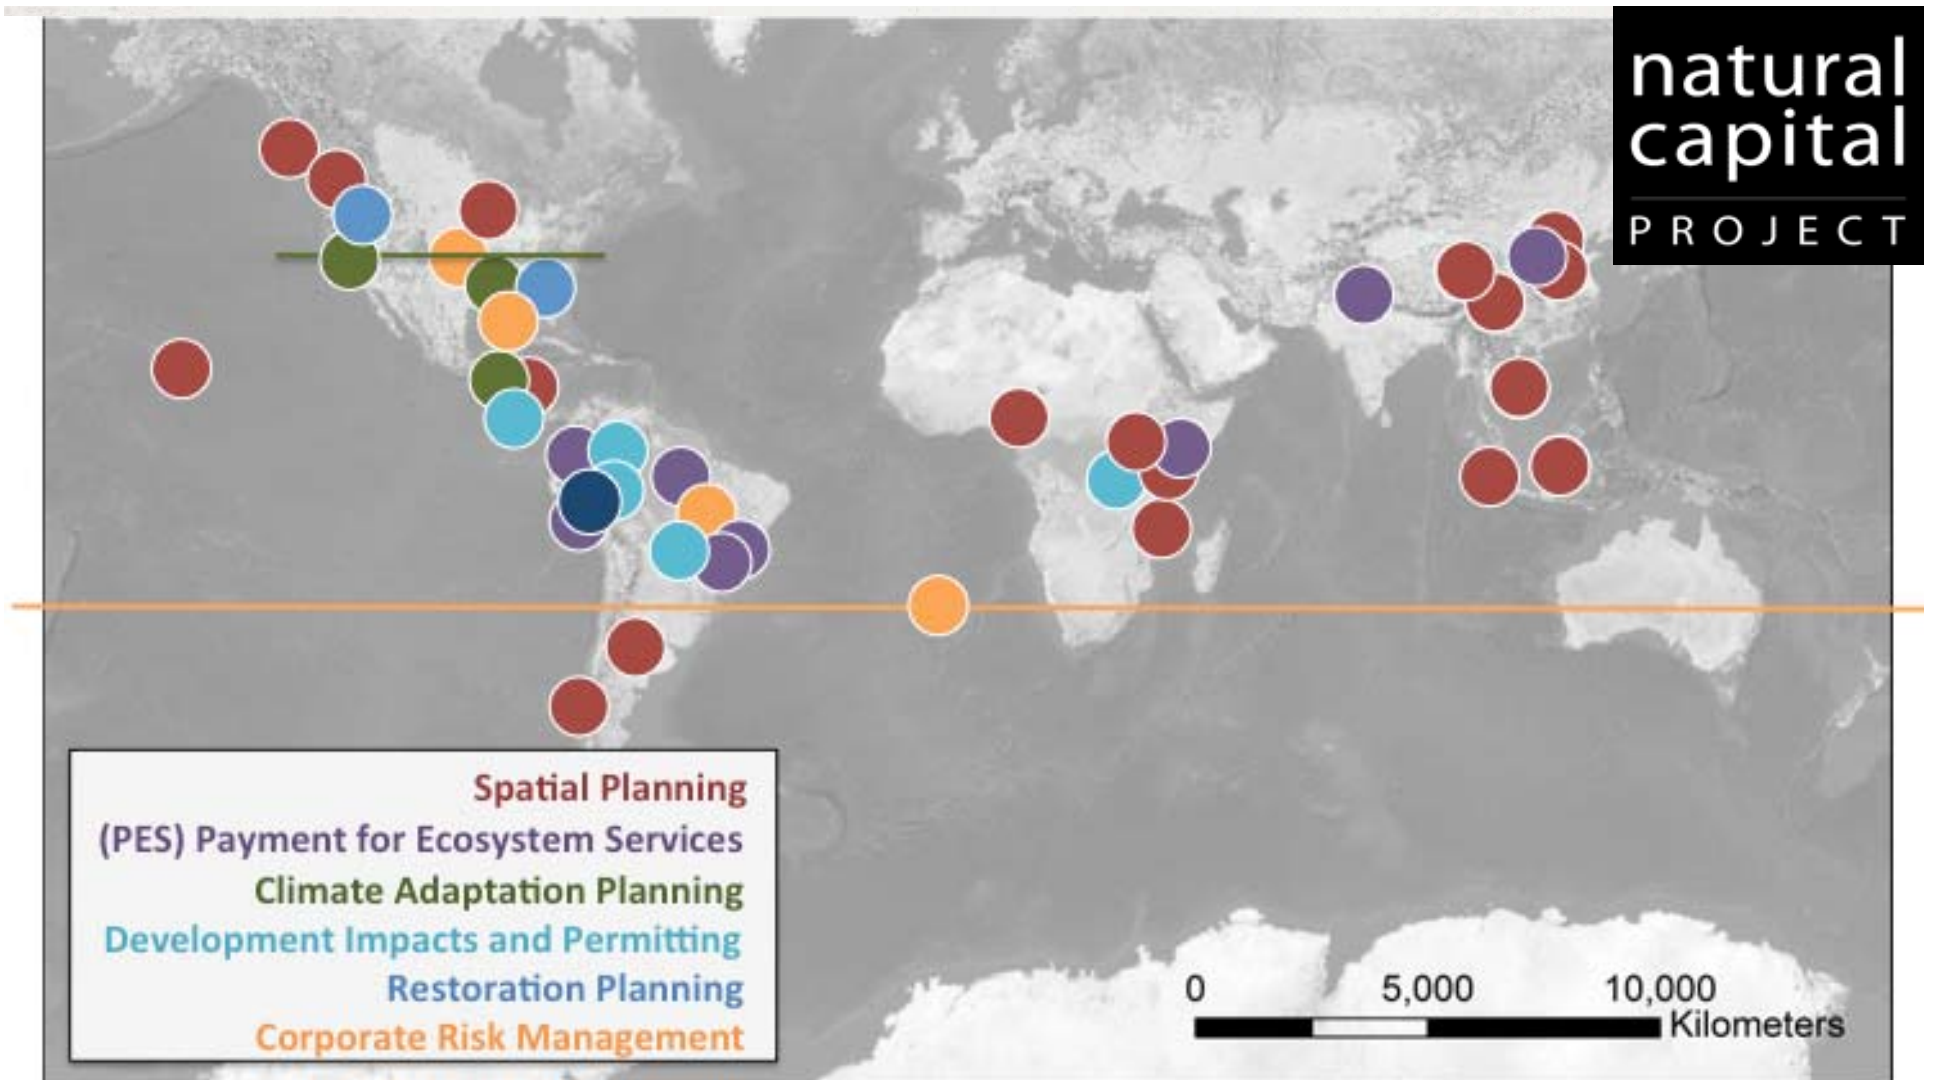 natural
capital
PROJECT
Spatial Planning
(PES) Payment for Ecosystem Services
Climate Adaptation Planning
Development Impacts and Permitting
Restoration Planning
Corporate Risk Management
0 5,000 10,000
Kilometers